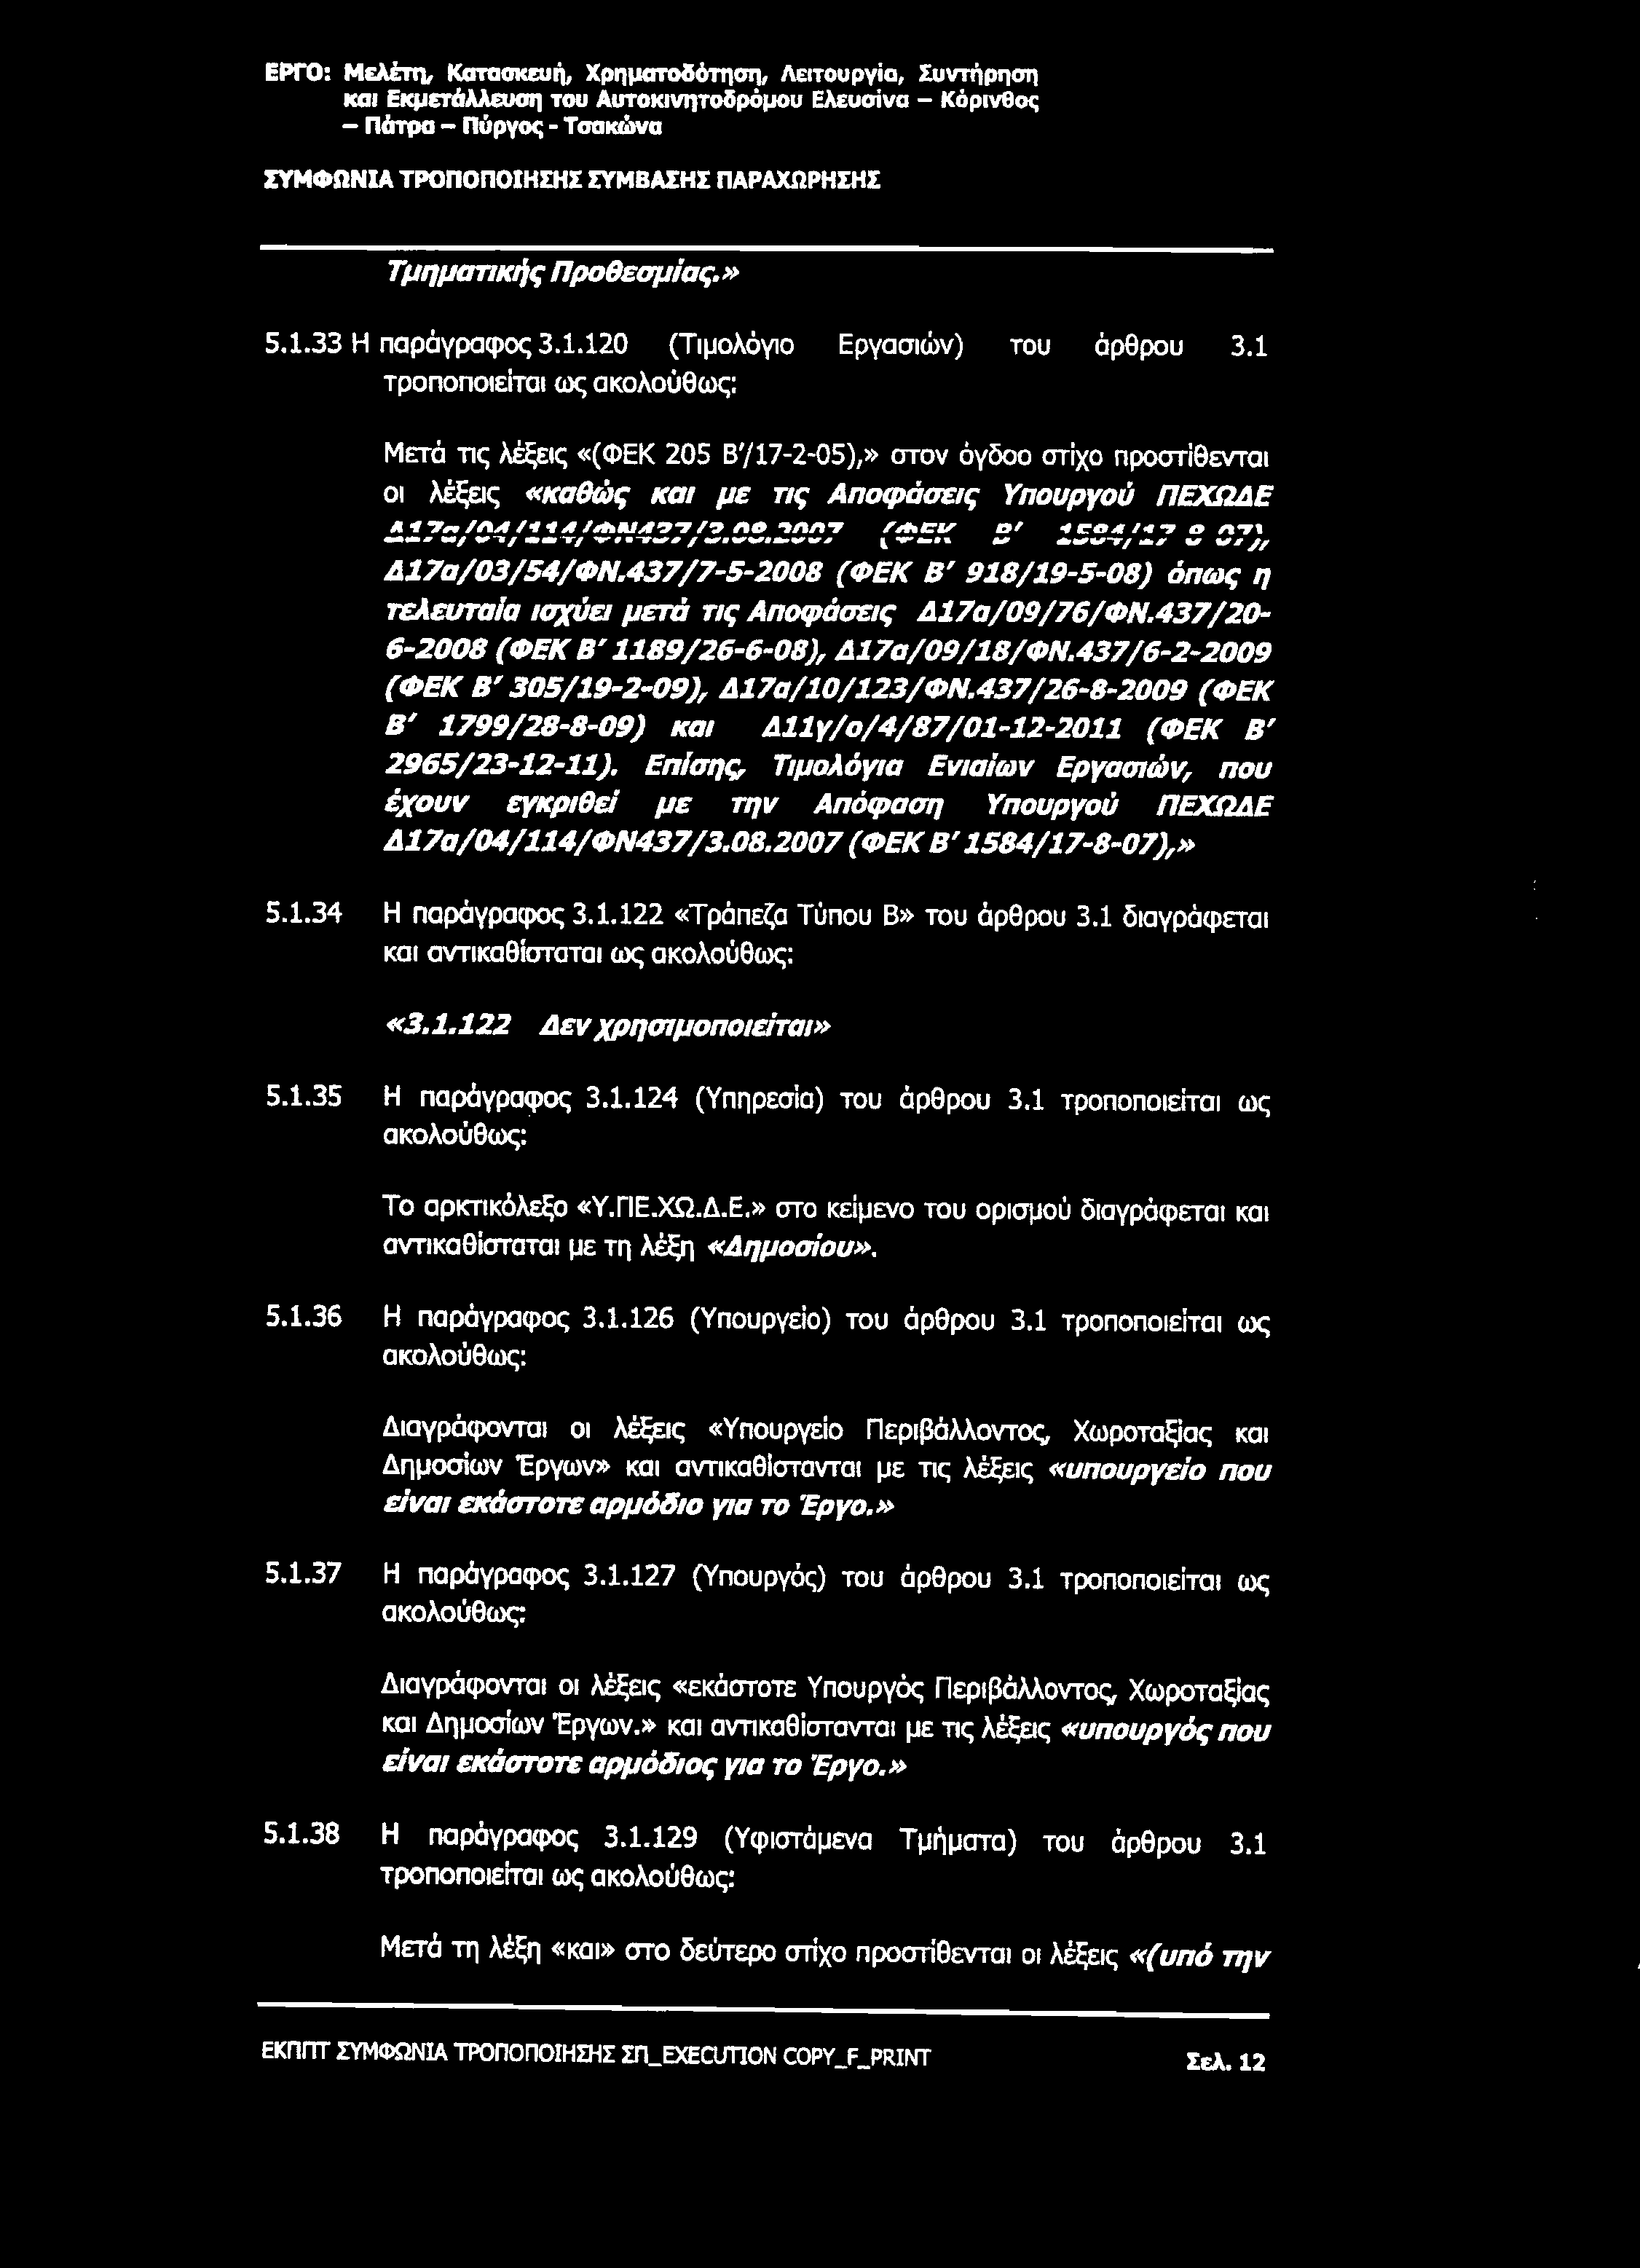 ΕΡΓΟ: Μελέτη, Κατασκευή, Χρηματοδότηση, Λειτουργία, Συντήρηση
και Εκμετάλλευση του Αυτοκινητοδρόμου Ελευσίνα – Κόρινθος
– Πάτρα – Πύργος - Τσακώνα
ΣΥΜΦΩΝΙΑ ΤΡΟΠΟΠΟΙΗΣΗΣ ΣΥΜΒΑΣΗΣ ΠΑΡΑΧΩΡΗΣΗΣ
Τμηματικής Προθεσμίας.»
5.1.33 Η παράγραφος 3.1.120 (Τιμολόγιο Εργασιών) του άρθρου 3.1
τροποποιείται ως ακολούθως:
Μετά τις λέξεις «(ΦΕΚ 205 Β'/17-2-05),» στον όγδοο στίχο προστίθενται
οι λέξεις «καθώς και με τις Αποφάσεις Υπουργού ΠΕΧΩΔΕ
Δ17α/04/114/ΦΝ437/3.08.2007 (ΦΕΚ Β' 1584/17-8-07),
Δ17α/03/54/ΦΝ.437/7-5-2008 (ΦΕΚ Β' 918/19-5-08) όπως η
τελευταία ισχύει μετά τις Αποφάσεις Δ17α/09/76/ΦΝ.437/20-
6-2008 (ΦΕΚ Β' 1189/26-6-08), Δ17α/09/18/ΦΝ.437/6-2-2009
(ΦΕΚ Β' 305/19-2-09), Δ17α/10/123/ΦΝ.437/26-8-2009 (ΦΕΚ
Β' 1799/28-8-09) και Δ11γ/ο/4/87/01-12-2011 (ΦΕΚ Β'
2965/23-12-11). Επίσης, Τιμολόγια Ενιαίων Εργασιών, που
έχουν εγκριθεί με την Απόφαση Υπουργού ΠΕΧΩΔΕ
Δ17α/04/114/ΦΝ437/3.08.2007 (ΦΕΚ Β' 1584/17-8-07),»
5.1.34 Η παράγραφος 3.1.122 «Τράπεζα Τύπου Β» του άρθρου 3.1 διαγράφεται
και αντικαθίσταται ως ακολούθως:
«3.1.122 Δεν χρησιμοποιείται»
5.1.35 Η παράγραφος 3.1.124 (Υπηρεσία) του άρθρου 3.1 τροποποιείται ως
ακολούθως:
Το αρκτικόλεξο «Υ.ΠΕ.ΧΩ.Δ.Ε.» στο κείμενο του ορισμού διαγράφεται και
αντικαθίσταται με τη λέξη «Δημοσίου».
5.1.36 Η παράγραφος 3.1.126 (Υπουργείο) του άρθρου 3.1 τροποποιείται ως
ακολούθως:
Διαγράφονται οι λέξεις «Υπουργείο Περιβάλλοντος, Χωροταξίας και
Δημοσίων Έργων» και αντικαθίστανται με τις λέξεις «υπουργείο που
είναι εκάστοτε αρμόδιο για το Έργο.»
5.1.37 Η παράγραφος 3.1.127 (Υπουργός) του άρθρου 3.1 τροποποιείται ως
ακολούθως:
Διαγράφονται οι λέξεις «εκάστοτε Υπουργός Περιβάλλοντος, Χωροταξίας
και Δημοσίων Έργων.» και αντικαθίστανται με τις λέξεις «υπουργός που
είναι εκάστοτε αρμόδιος για το Έργο.»
5.1.38 Η παράγραφος 3.1.129 (Υφιστάμενα Τμήματα) του άρθρου 3.1
τροποποιείται ως ακολούθως:
Μετά τη λέξη «και» στο δεύτερο στίχο προστίθενται οι λέξεις «(υπό την
ΕΚΠΠΤ ΣΥΜΦΩΝΙΑ ΤΡΟΠΟΠΟΙΗΣΗΣ ΣΠ_EXECUTION COPY_F_PRINT Σελ. 12